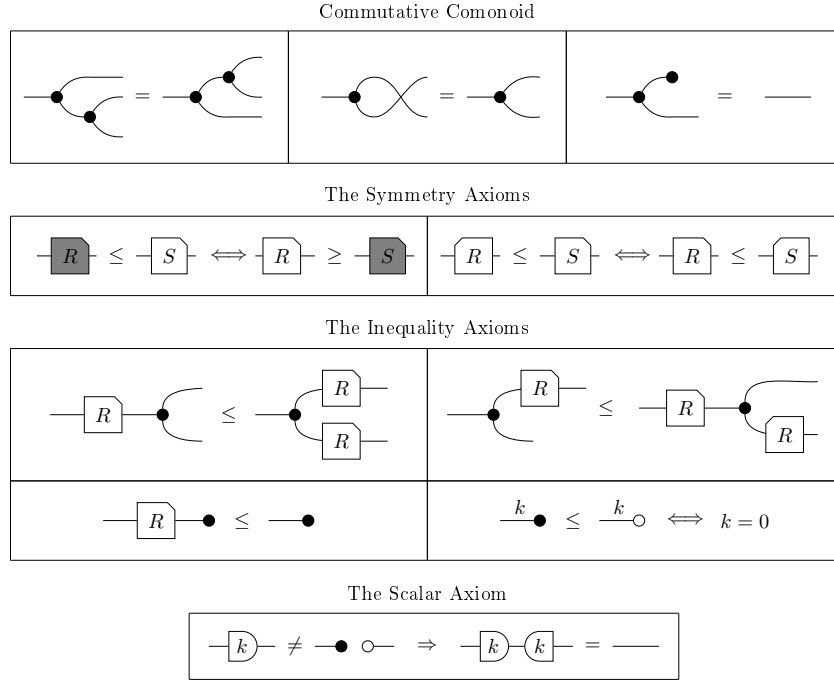 Commutative Comonoid
= = =
The Symmetry Axioms
R ≤ S ⟺ R ≥ S R ≤ S ⟺ R ≤ S
The Inequality Axioms
R ≤ R R R ≤ R R
R ≤ k ≤ k ⟺ k = 0
The Scalar Axiom
k ≠ ⇒ k k =